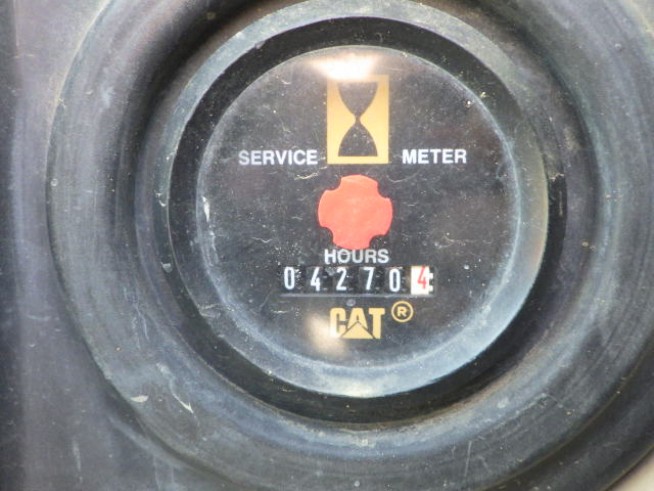 SERVICE METER
HOURS
042704
CAT ®